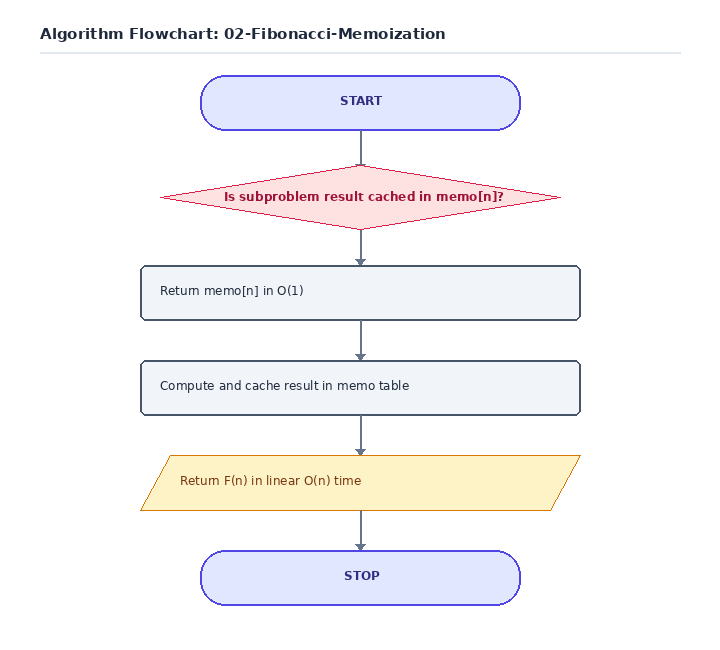 Algorithm Flowchart: 02-Fibonacci-Memoization
START
Is subproblem result cached in memo[n]?
Return memo[n] in O(1)
Compute and cache result in memo table
Return F(n) in linear O(n) time
STOP